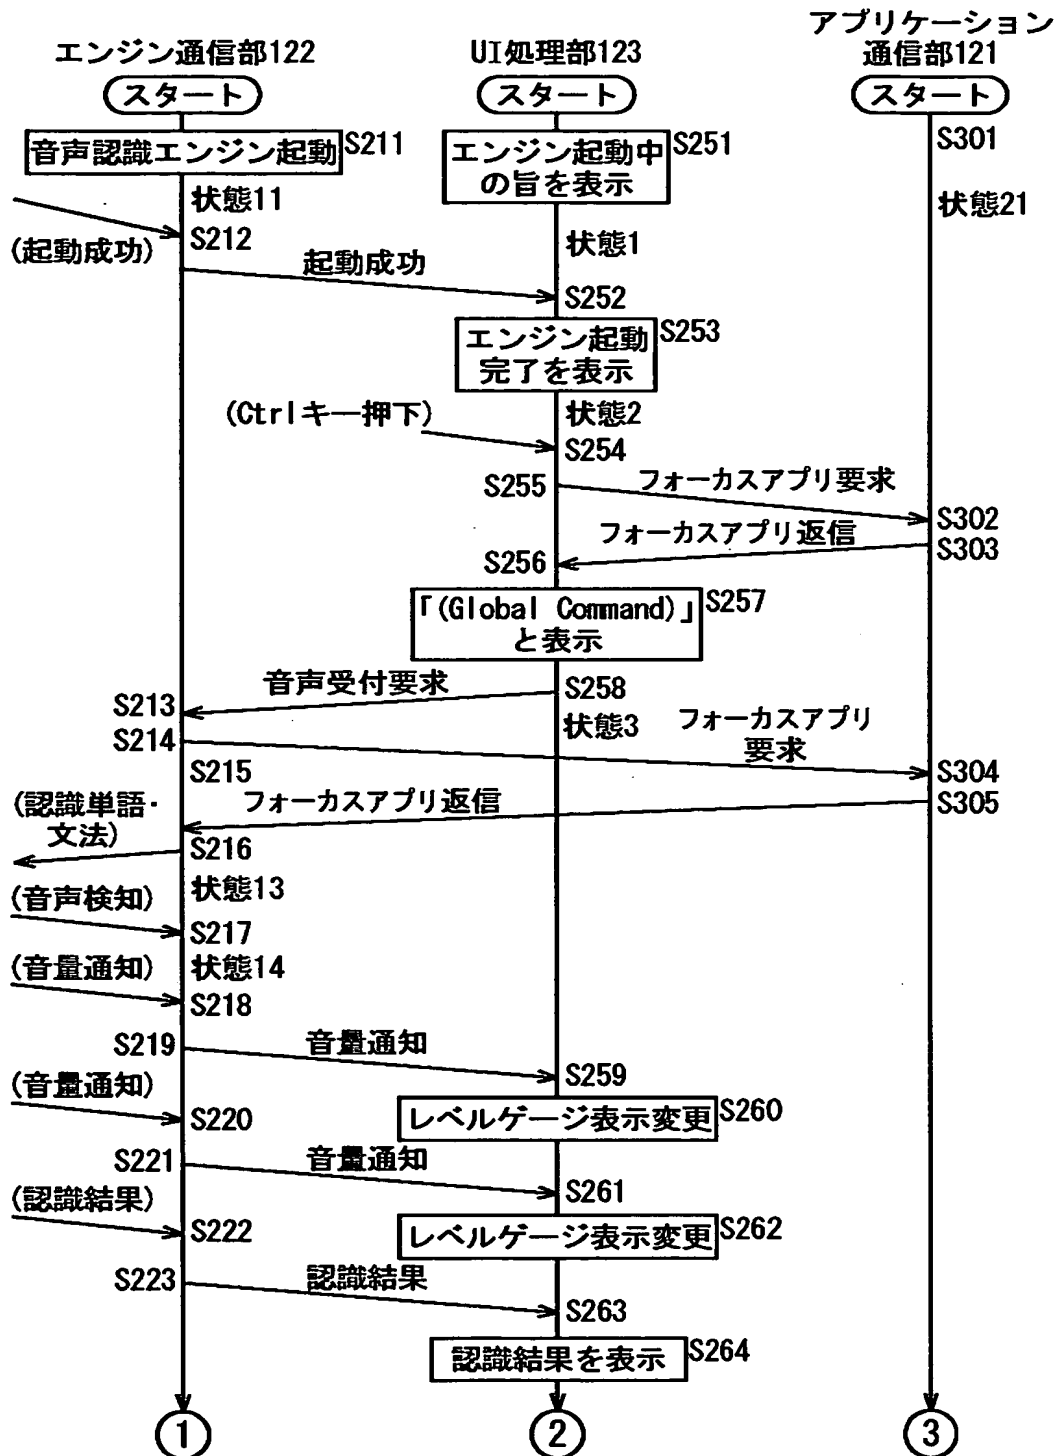 アプリケーション
エンジン通信部122
UI処理部123
通信部121
スタート
スタート
スタート
音声認識エンジン起動
S211
エンジン起動中
の旨を表示
S251
S301
状態11
状態21
(起動成功)
S212
状態1
起動成功
S252
エンジン起動
完了を表示
S253
(Ctrlキー押下)
状態2
S254
S255
フォーカスアプリ要求
S302
フォーカスアプリ返信
S303
S256
「(Global Command)」
と表示
S257
音声受付要求
S258
S213
状態3
フォーカスアプリ
要求
S214
S304
S215
(認識単語・
文法)
フォーカスアプリ返信
S305
S216
状態13
(音声検知)
S217
(音量通知)
状態14
S218
S219
音量通知
S259
(音量通知)
S220
レベルゲージ表示変更
S260
S221
音量通知
S261
(認識結果)
S222
レベルゲージ表示変更
S262
S223
認識結果
S263
認識結果を表示
S264
1
2
3